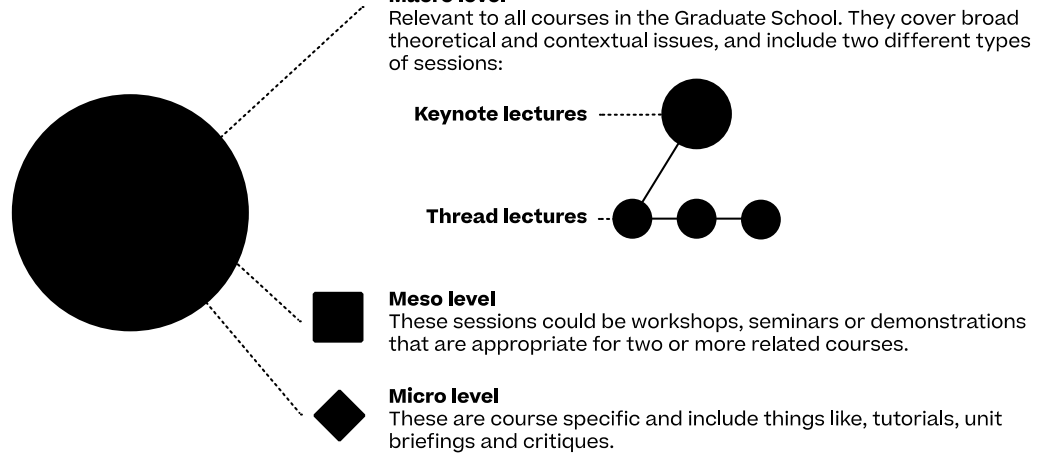 Macro level
Relevant to all courses in the Graduate School. They cover broad
theoretical and contextual issues, and include two different types
of sessions:
Keynote lectures
Thread lectures
Meso level
These sessions could be workshops, seminars or demonstrations
that are appropriate for two or more related courses.
Micro level
These are course specific and include things like, tutorials, unit
briefings and critiques.